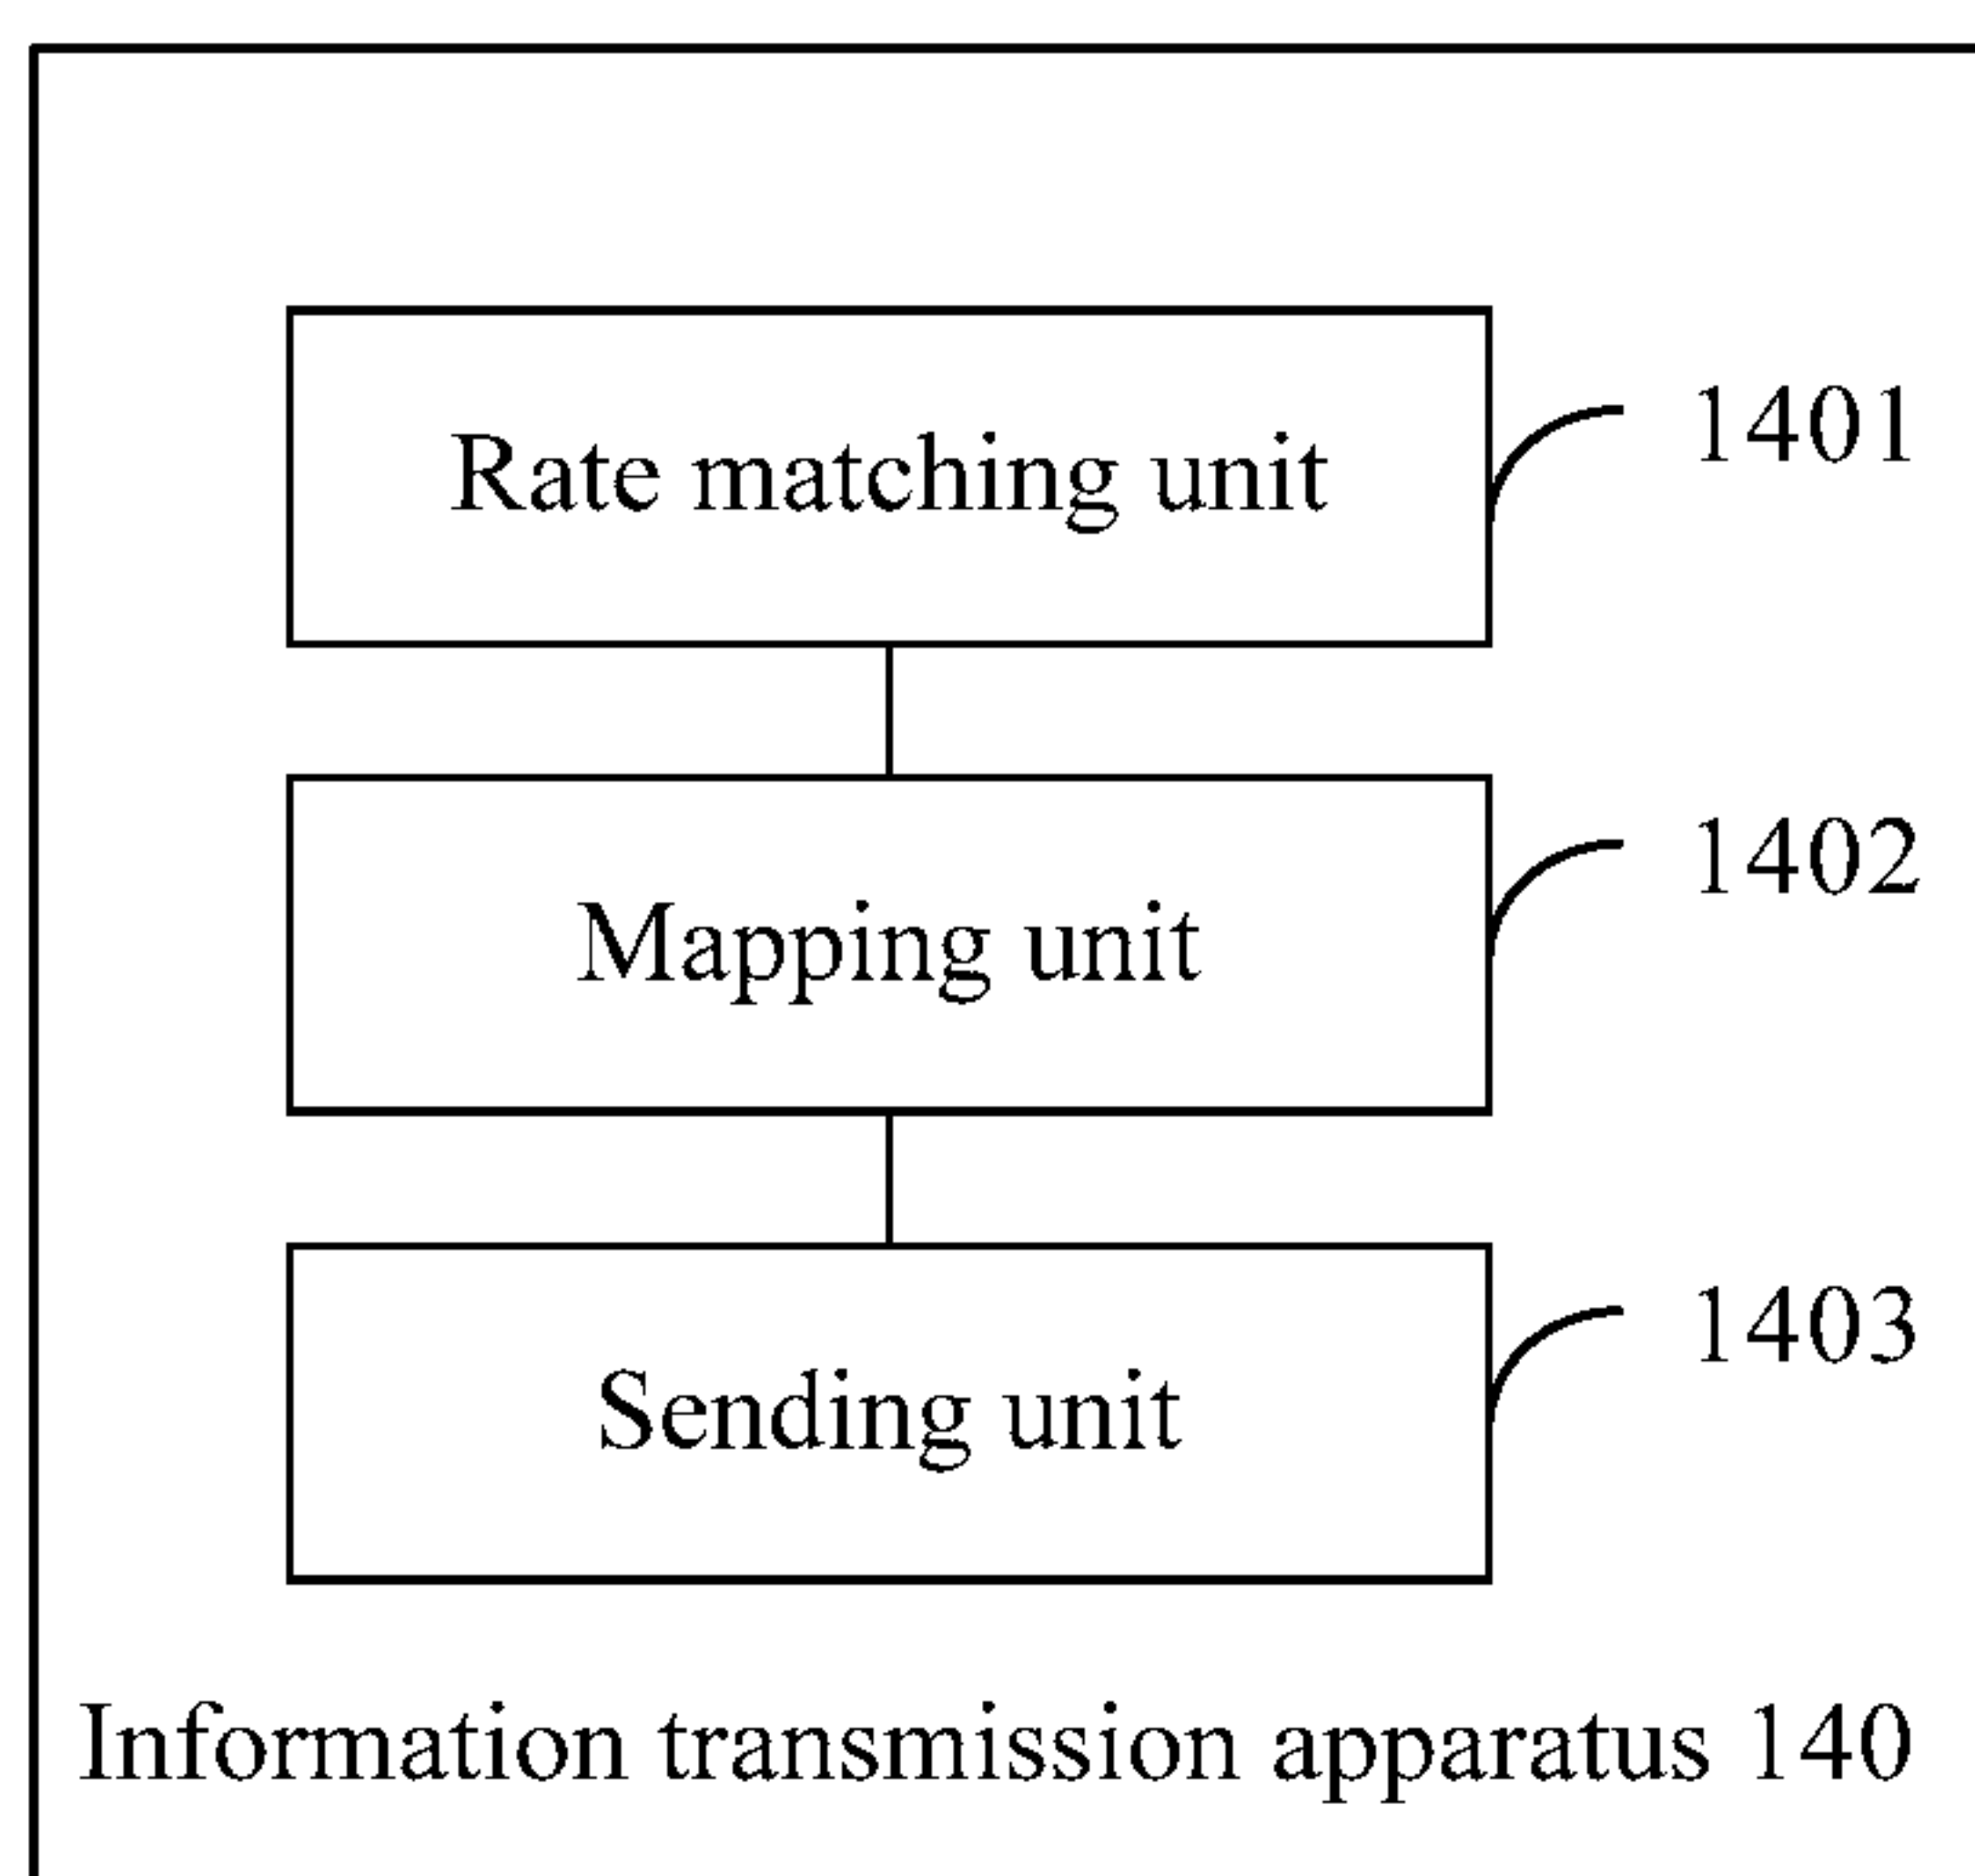 Rate matching unit
1401
Mapping unit
1402
Sending unit
1403
Information transmission apparatus 140